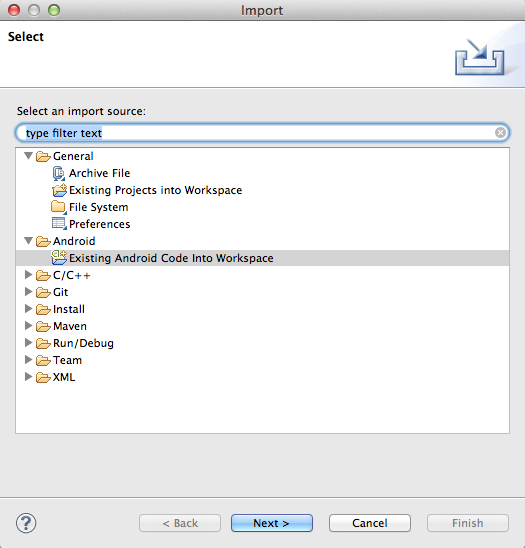 Import
Select
Select an import source:
type filter text
General
Archive File
Existing Projects into Workspace
File System
Preferences
Android
Existing Android Code Into Workspace
C/C++
Git
Install
Maven
Run/Debug
Team
XML
? < Back Next > Cancel Finish